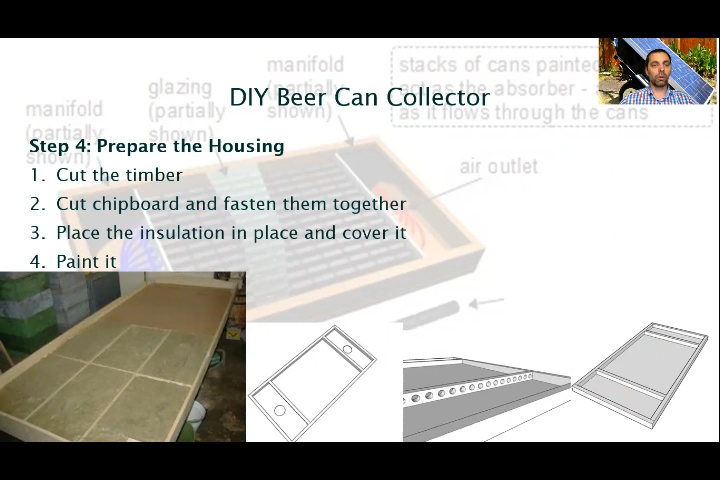 manifold
stacks of cans painted
glazing
DIY Beer Can Collector
manifold
(partially
(partially
shown)
(partially
shown)
as it flows through the cans
Step 4: Prepare the Housing
air outlet
1. Cut the timber
2. Cut chipboard and fasten them together
3. Place the insulation in place and cover it
4. Paint it